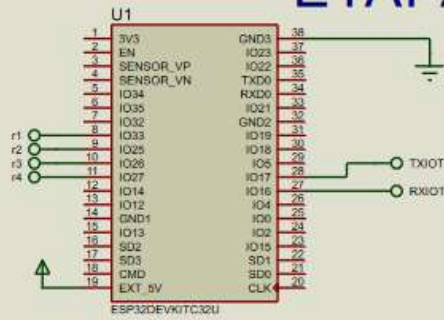 U1
1 3V3 GND3 38
2 EN IO23 37
3 SENSOR_VP IO22 36
4 SENSOR_VN TXD0 35
5 IO34 RXD0 34
6 IO35 IO21 33
7 IO32 GND2 32
r1 8 IO33 IO19 31
r2 9 IO25 IO18 30
r3 10 IO26 IO5 29
r4 11 IO27 IO17 28 TXIOT
12 IO14 IO16 27 RXIOT
13 IO12 IO4 26
14 GND1 IO0 25
15 IO13 IO2 24
16 SD2 IO15 23
17 SD3 SD1 22
18 CMD SD0 21
19 EXT_5V CLK 20
ESP32DEVKITC32U